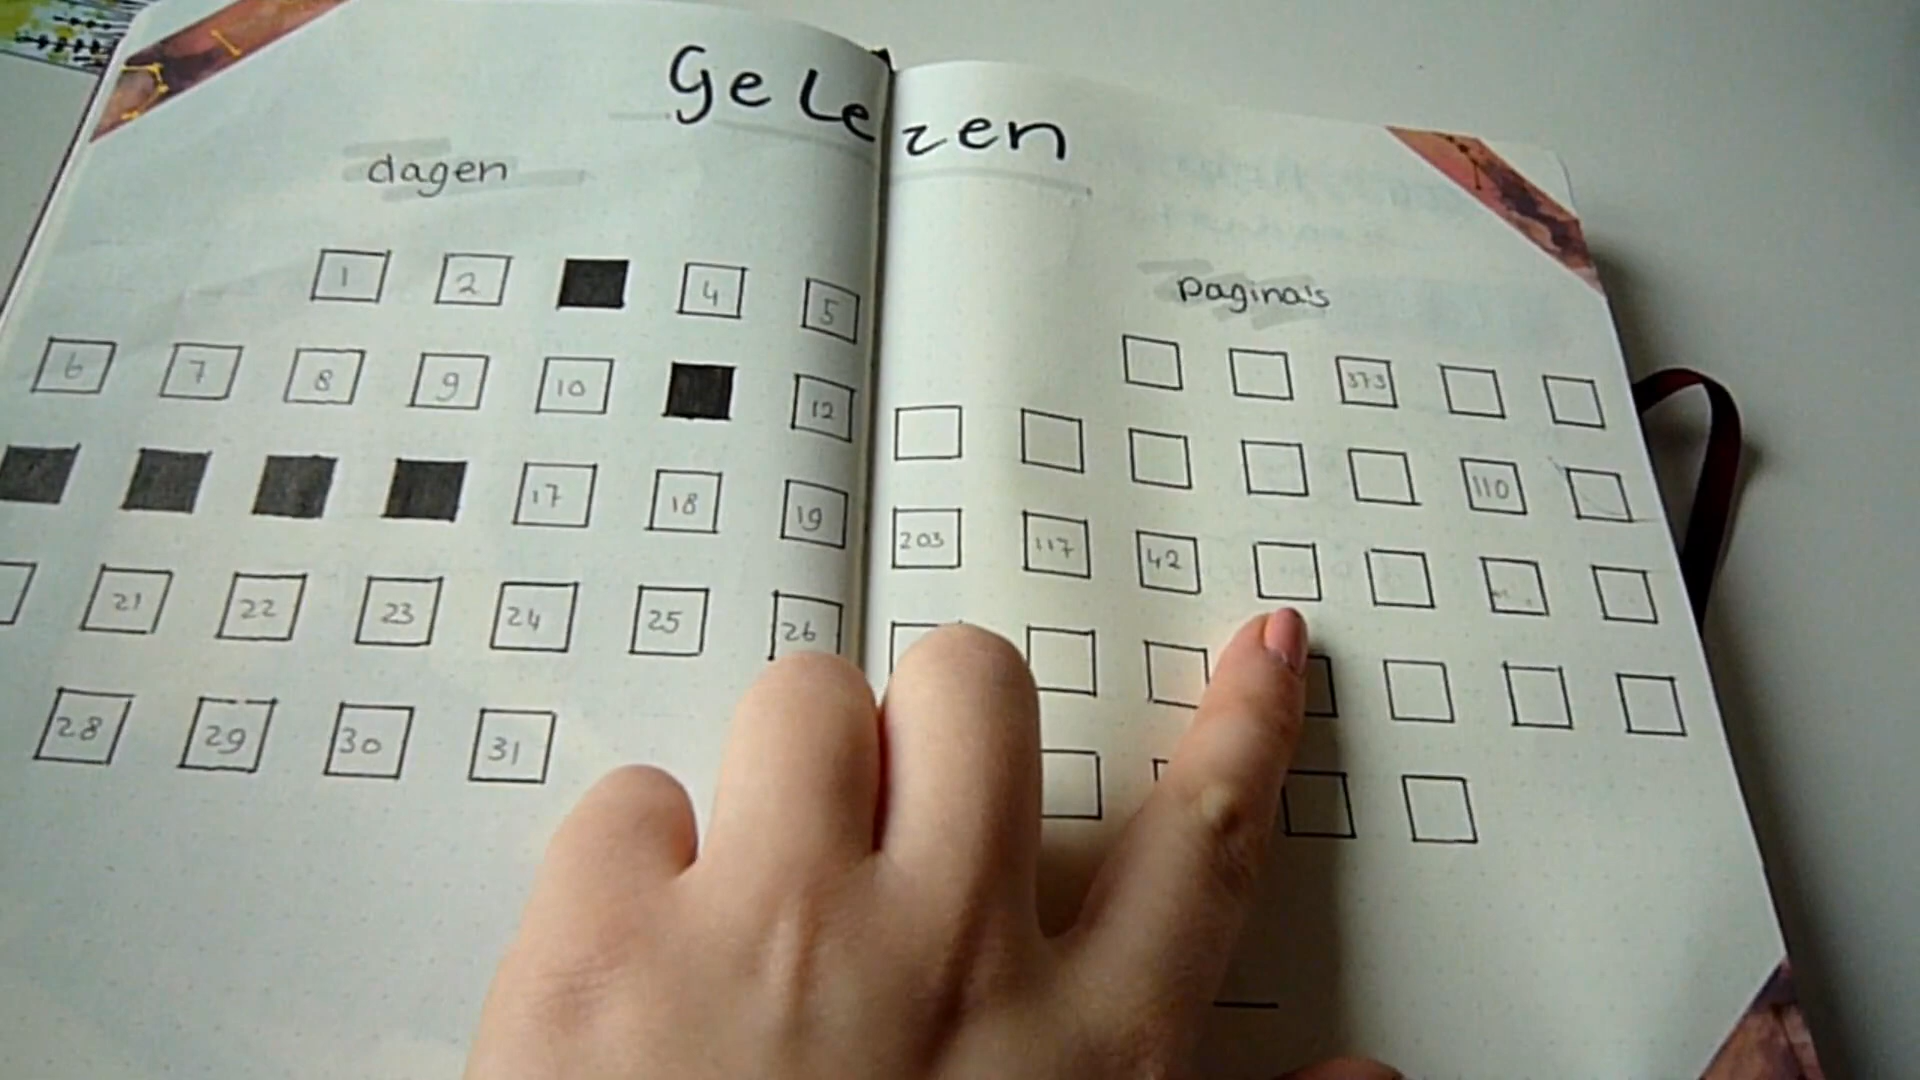 Gelezen
dagen
1 2 4 5
6 7 8 9 10 12
17 18 19
21 22 23 24 25 26
28 29 30 31
pagina's
373
110
203 117 42